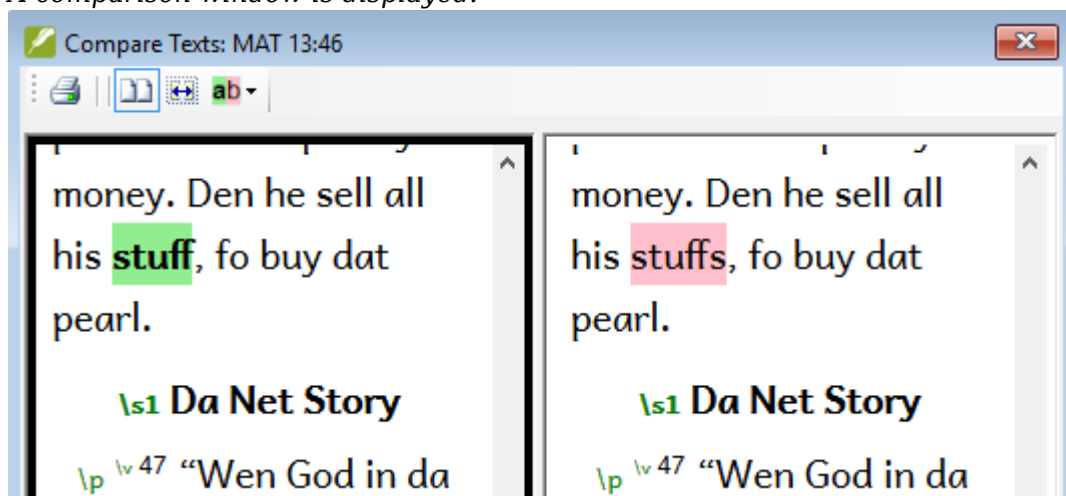 A comparison window is displayed.
Compare Texts: MAT 13:46
ab
money. Den he sell all
his stuff, fo buy dat
pearl.
\s1 Da Net Story
\p \v 47 “Wen God in da
money. Den he sell all
his stuffs, fo buy dat
pearl.
\s1 Da Net Story
\p \v 47 “Wen God in da